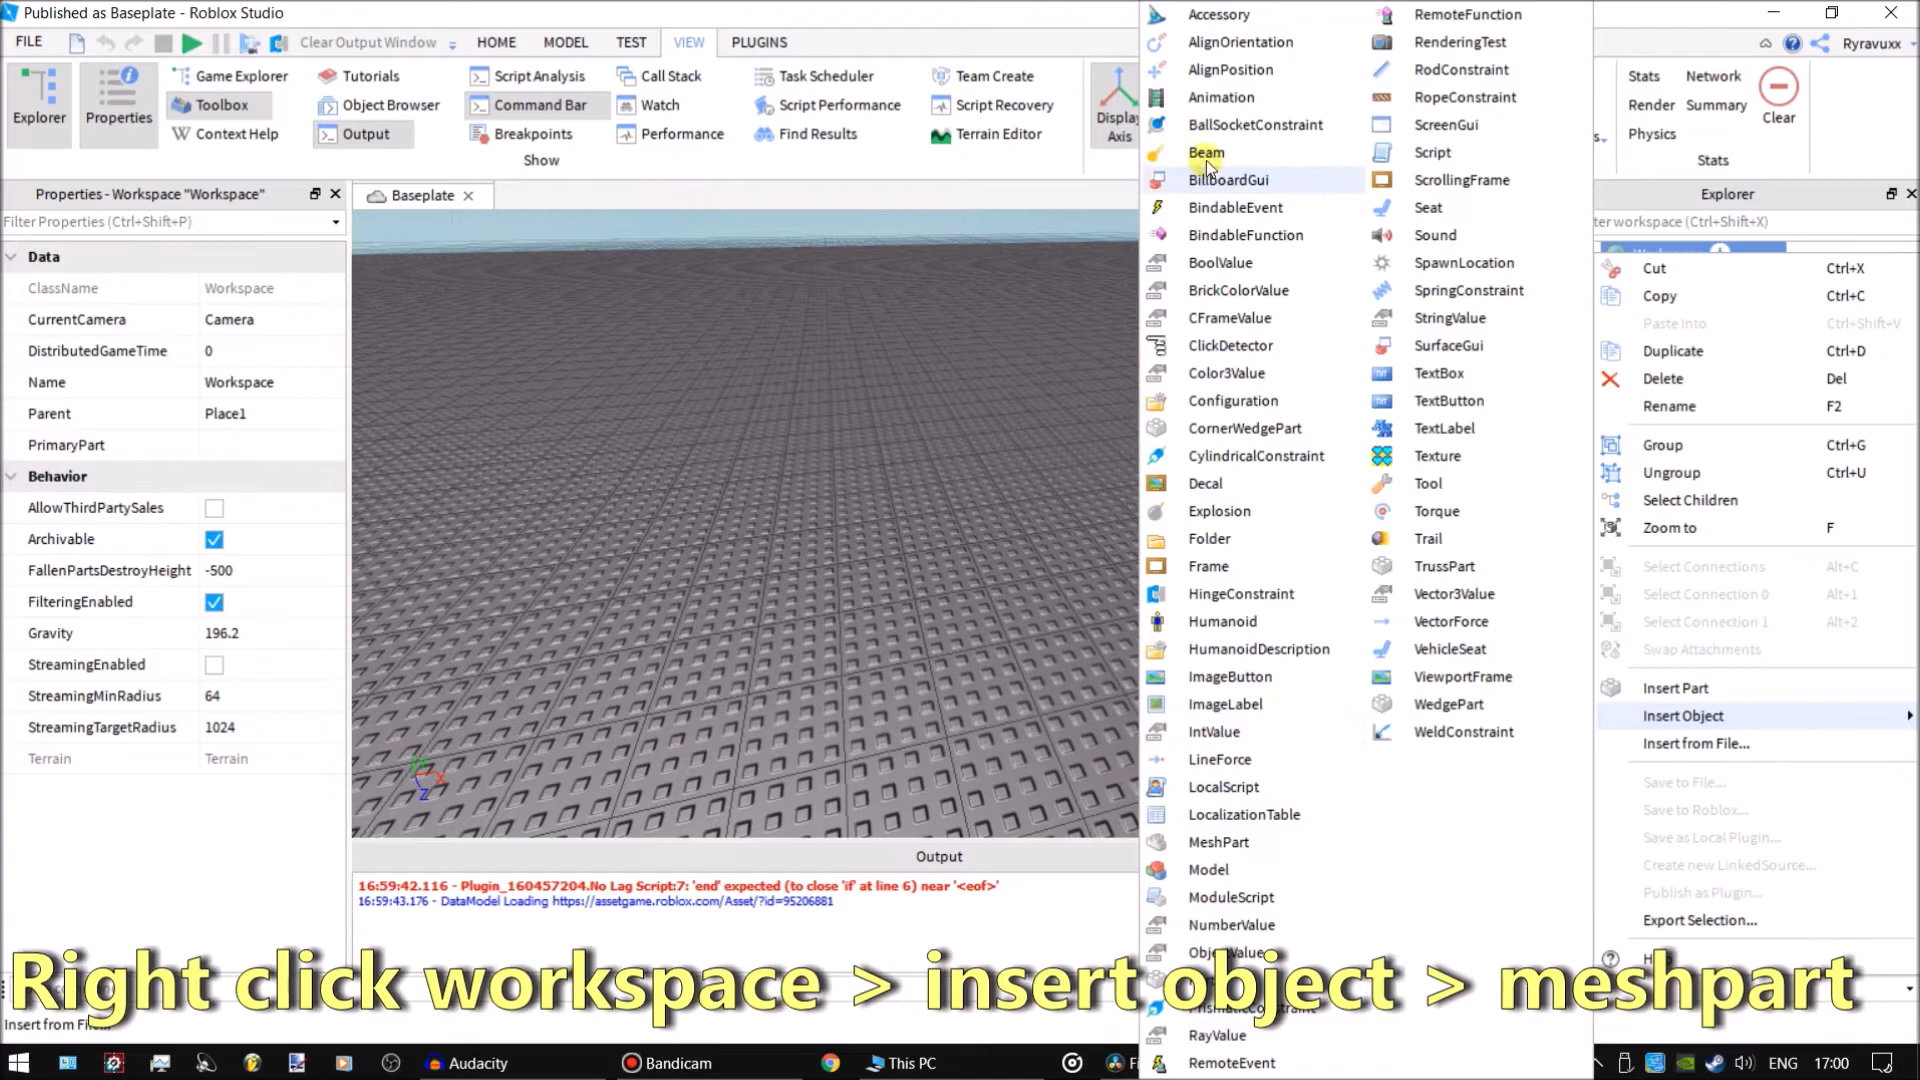 Published as Baseplate - Roblox Studio
FILE
Clear Output Window
HOME
MODEL
TEST
VIEW
PLUGINS
Ryravuxx
Explorer
Properties
Game Explorer
Toolbox
Context Help
Tutorials
Object Browser
Output
Script Analysis
Command Bar
Breakpoints
Call Stack
Watch
Performance
Task Scheduler
Script Performance
Find Results
Team Create
Script Recovery
Terrain Editor
Show
Display
Axis
Stats
Network
Render
Summary
Physics
Clear
Stats
Properties - Workspace "Workspace"
Filter Properties (Ctrl+Shift+P)
Data
ClassName Workspace
CurrentCamera Camera
DistributedGameTime 0
Name Workspace
Parent Place1
PrimaryPart
Behavior
AllowThirdPartySales
Archivable
FallenPartsDestroyHeight -500
FilteringEnabled
Gravity 196.2
StreamingEnabled
StreamingMinRadius 64
StreamingTargetRadius 1024
Terrain Terrain
Baseplate
X
Z
Output
16:59:42.116 - Plugin_160457204.No Lag Script:7: 'end' expected (to close 'if' at line 6) near '<eof>'
16:59:43.176 - DataModel Loading https://assetgame.roblox.com/Asset/?id=95206881
Accessory
AlignOrientation
AlignPosition
Animation
BallSocketConstraint
Beam
BillboardGui
BindableEvent
BindableFunction
BoolValue
BrickColorValue
CFrameValue
ClickDetector
Color3Value
Configuration
CornerWedgePart
CylindricalConstraint
Decal
Explosion
Folder
Frame
HingeConstraint
Humanoid
HumanoidDescription
ImageButton
ImageLabel
IntValue
LineForce
LocalScript
LocalizationTable
MeshPart
Model
ModuleScript
NumberValue
RayValue
RemoteEvent
RemoteFunction
RenderingTest
RodConstraint
RopeConstraint
ScreenGui
Script
ScrollingFrame
Seat
Sound
SpawnLocation
SpringConstraint
StringValue
SurfaceGui
TextBox
TextButton
TextLabel
Texture
Tool
Torque
Trail
TrussPart
Vector3Value
VectorForce
VehicleSeat
ViewportFrame
WedgePart
WeldConstraint
Explorer
workspace (Ctrl+Shift+X)
Cut Ctrl+X
Copy Ctrl+C
Paste Into Ctrl+Shift+V
Duplicate Ctrl+D
Delete Del
Rename F2
Group Ctrl+G
Ungroup Ctrl+U
Select Children
Zoom to F
Select Connections Alt+C
Select Connection 0 Alt+1
Select Connection 1 Alt+2
Swap Attachments
Insert Part
Insert Object
Insert from File...
Save to File...
Save to Roblox...
Save as Local Plugin...
Create new LinkedSource...
Publish as Plugin...
Export Selection...
Right click workspace > insert object > meshpart
Insert from
Audacity
Bandicam
This PC
ENG
17:00